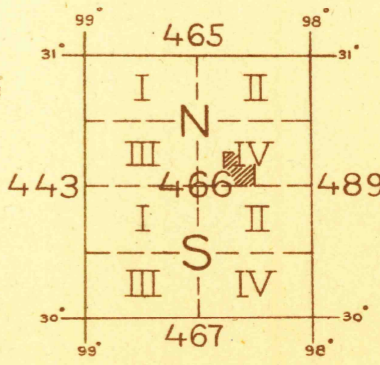 99° 98°
465
31° 31°
I II
N
III IV
443 466 489
I II
S
III IV
30° 30°
467
99° 98°